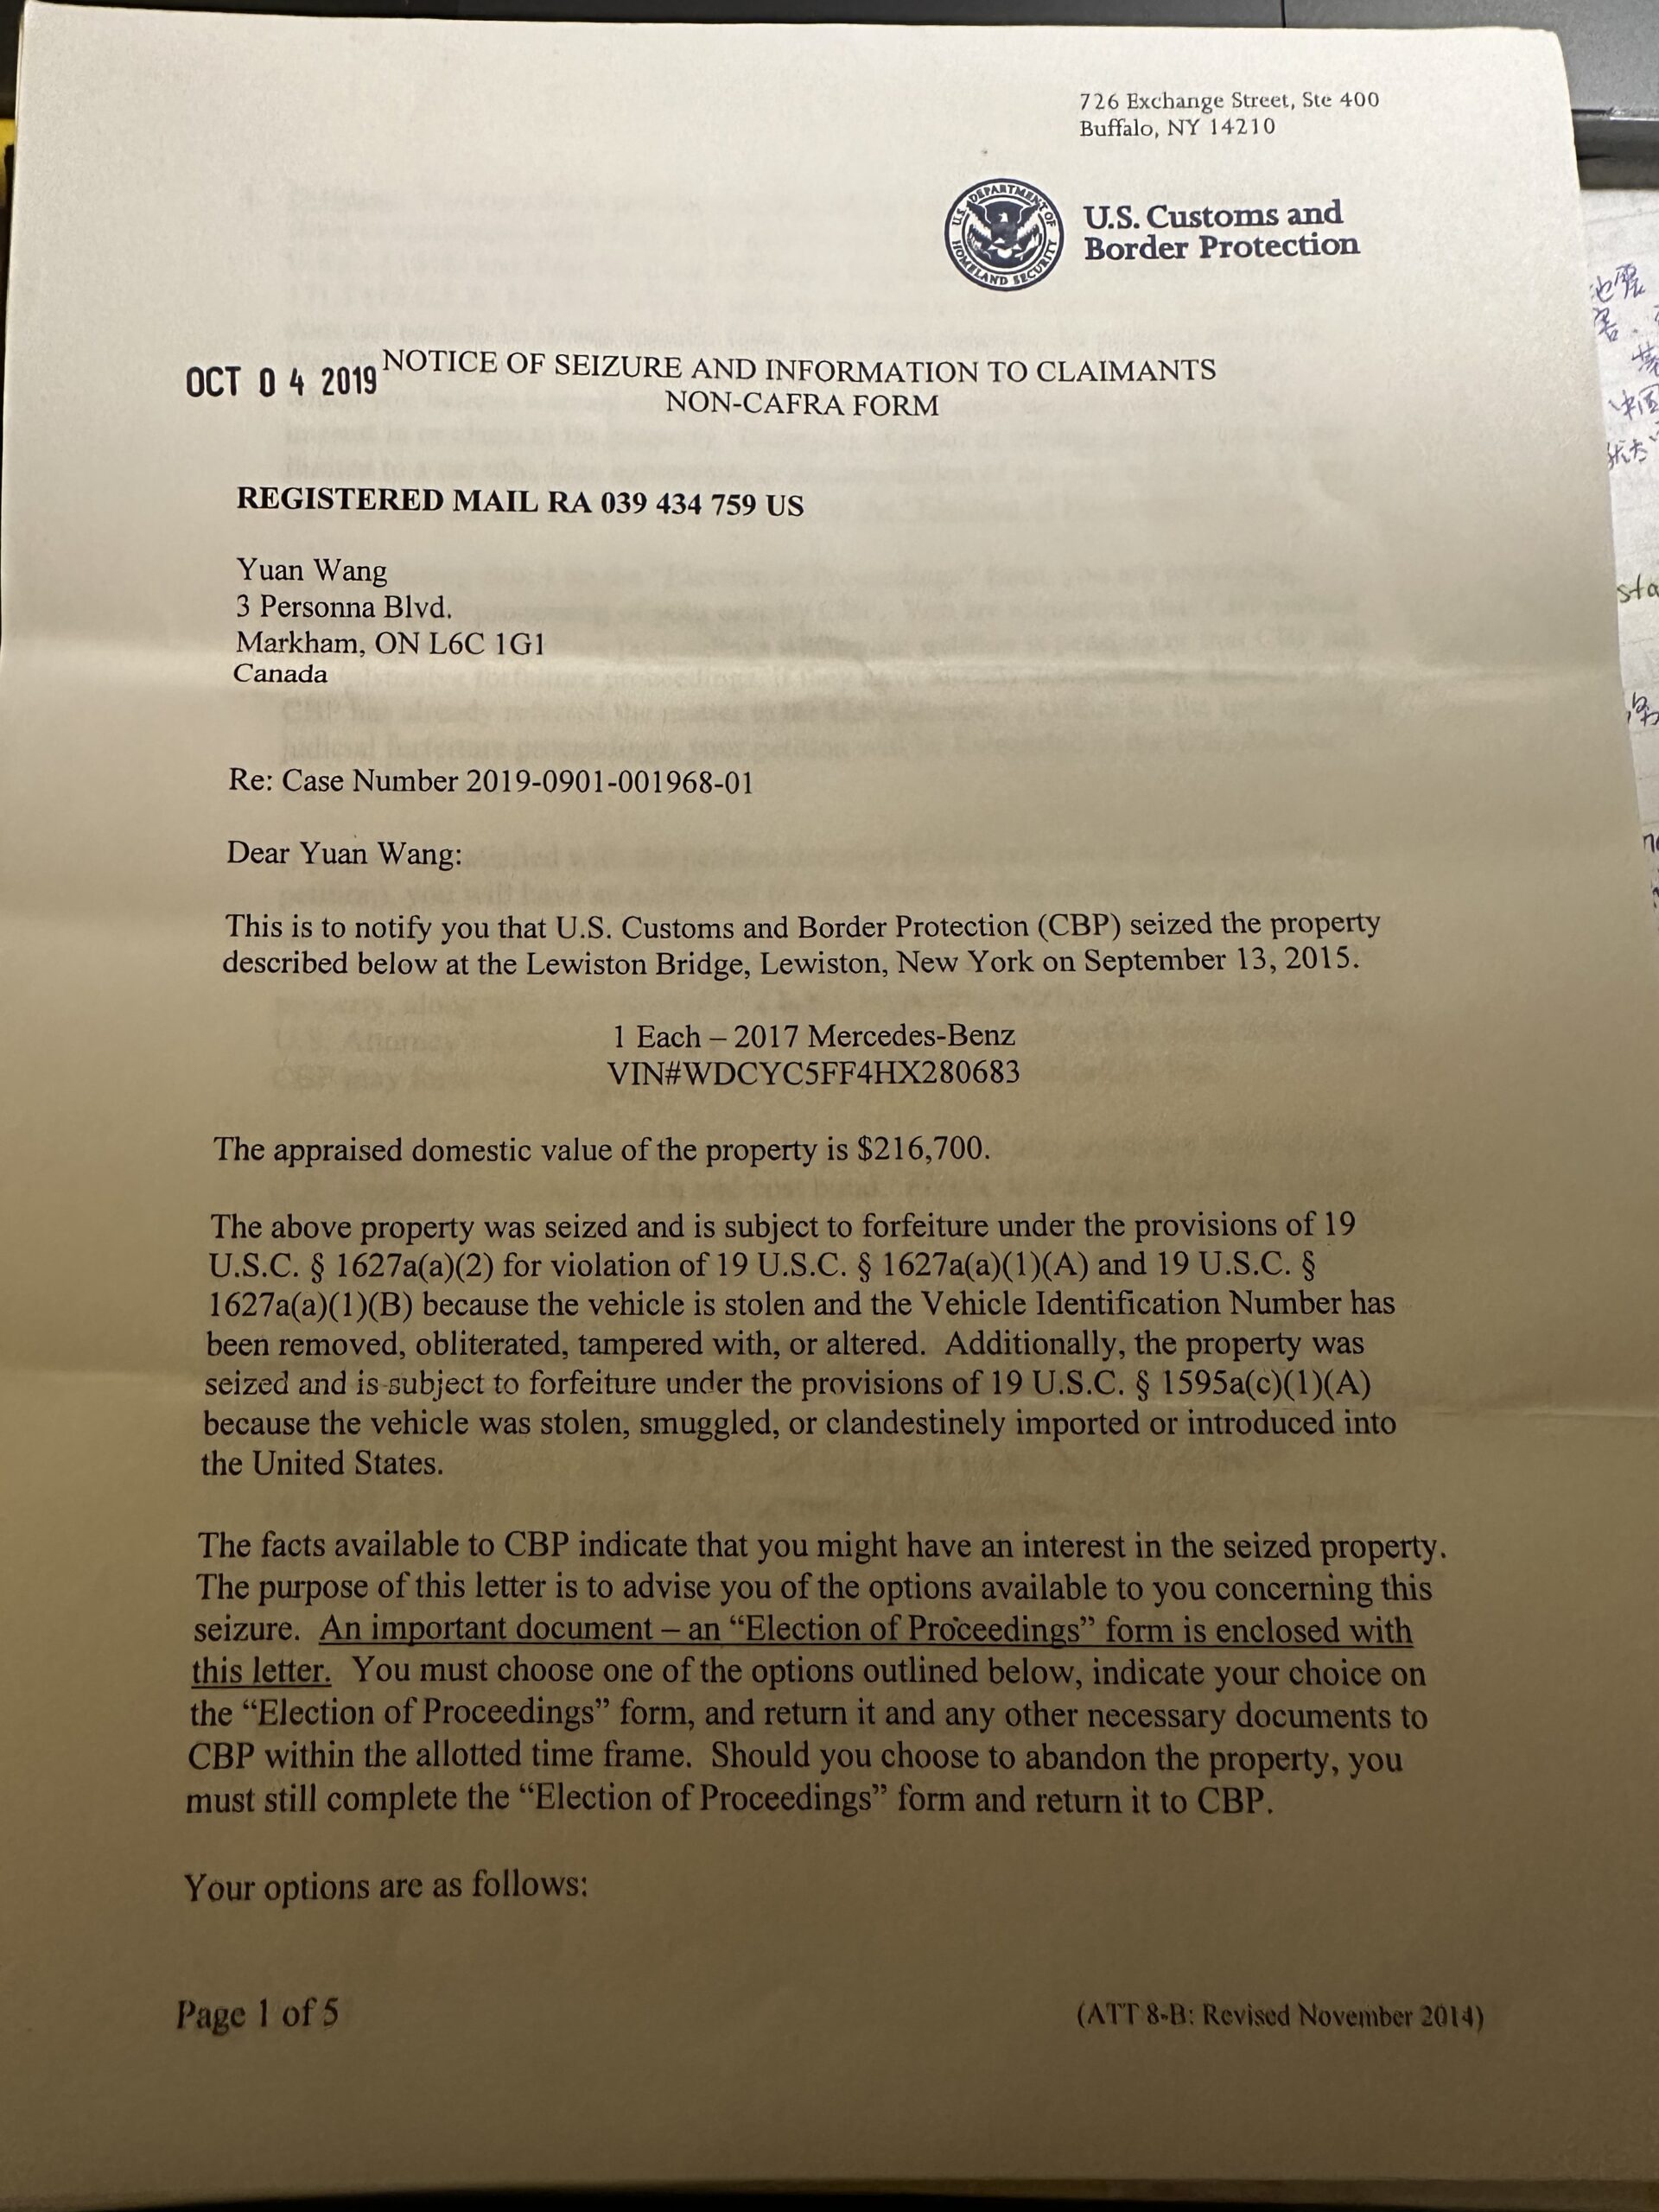 726 Exchange Street, Ste 400
Buffalo, NY 14210
U.S. DEPARTMENT OF HOMELAND SECURITY
U.S. Customs and
Border Protection
OCT 0 4 2019
NOTICE OF SEIZURE AND INFORMATION TO CLAIMANTS
NON-CAFRA FORM
REGISTERED MAIL RA 039 434 759 US
Yuan Wang
3 Personna Blvd.
Markham, ON L6C 1G1
Canada
Re: Case Number 2019-0901-001968-01
Dear Yuan Wang:
This is to notify you that U.S. Customs and Border Protection (CBP) seized the property
described below at the Lewiston Bridge, Lewiston, New York on September 13, 2015.
1 Each – 2017 Mercedes-Benz
VIN#WDCYC5FF4HX280683
The appraised domestic value of the property is $216,700.
The above property was seized and is subject to forfeiture under the provisions of 19
U.S.C. § 1627a(a)(2) for violation of 19 U.S.C. § 1627a(a)(1)(A) and 19 U.S.C. §
1627a(a)(1)(B) because the vehicle is stolen and the Vehicle Identification Number has
been removed, obliterated, tampered with, or altered. Additionally, the property was
seized and is subject to forfeiture under the provisions of 19 U.S.C. § 1595a(c)(1)(A)
because the vehicle was stolen, smuggled, or clandestinely imported or introduced into
the United States.
The facts available to CBP indicate that you might have an interest in the seized property.
The purpose of this letter is to advise you of the options available to you concerning this
seizure. An important document – an “Election of Proceedings” form is enclosed with
this letter. You must choose one of the options outlined below, indicate your choice on
the “Election of Proceedings” form, and return it and any other necessary documents to
CBP within the allotted time frame. Should you choose to abandon the property, you
must still complete the “Election of Proceedings” form and return it to CBP.
Your options are as follows:
Page 1 of 5
(ATT 8-B: Revised November 2014)
地震
害
中国